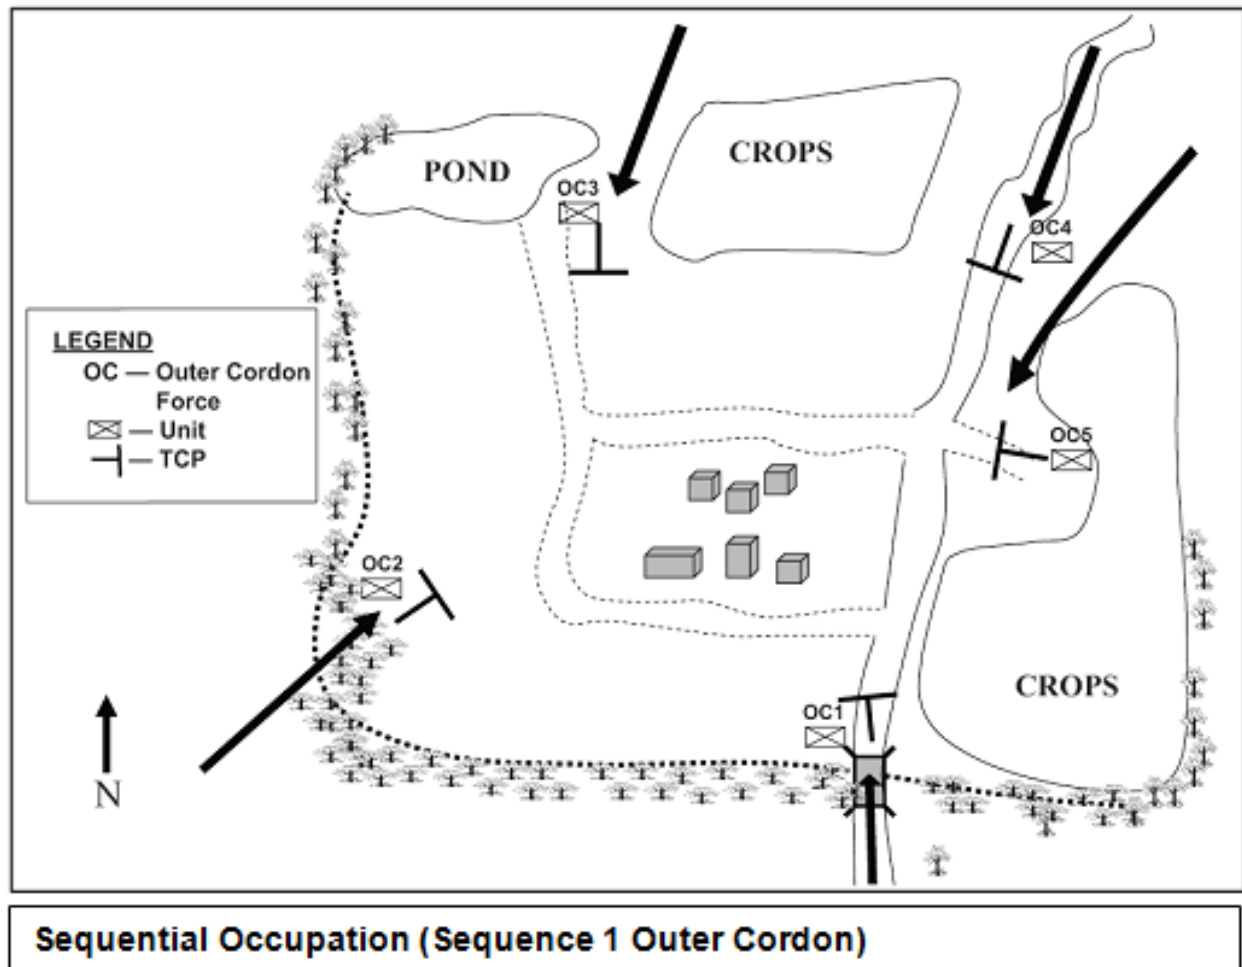 POND
CROPS
OC3
OC4
LEGEND
OC — Outer Cordon
Force
— Unit
— TCP
OC5
OC2
CROPS
OC1
N
Sequential Occupation (Sequence 1 Outer Cordon)